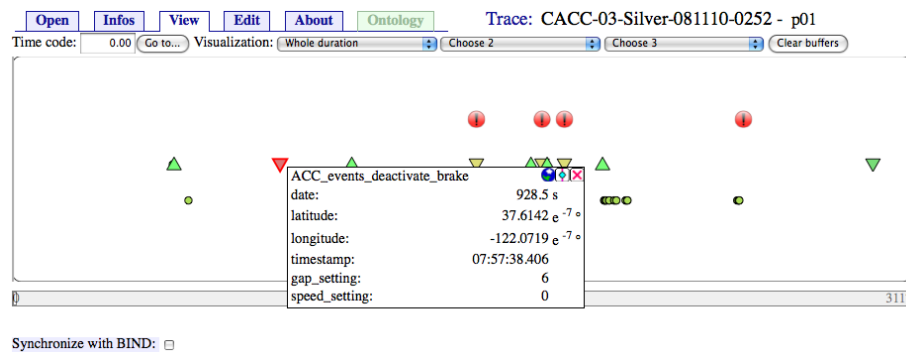 Open Infos View Edit About Ontology Trace: CACC-03-Silver-081110-0252 - p01
Time code: 0.00 Go to... Visualization: Whole duration Choose 2 Choose 3 Clear buffers
ACC_events_deactivate_brake
date: 928.5 s
latitude: 37.6142 e -7 °
longitude: -122.0719 e -7 °
timestamp: 07:57:38.406
gap_setting: 6
speed_setting: 0
0 311
Synchronize with BIND: